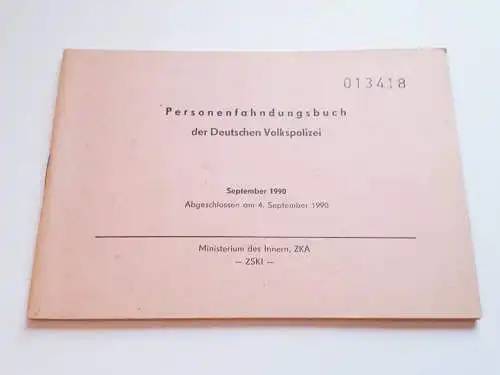 013418
Personenfahndungsbuch
der Deutschen Volkspolizei
September 1990
Abgeschlossen am 4. September 1990
Ministerium des Innern, ZKA
— ZSKI —